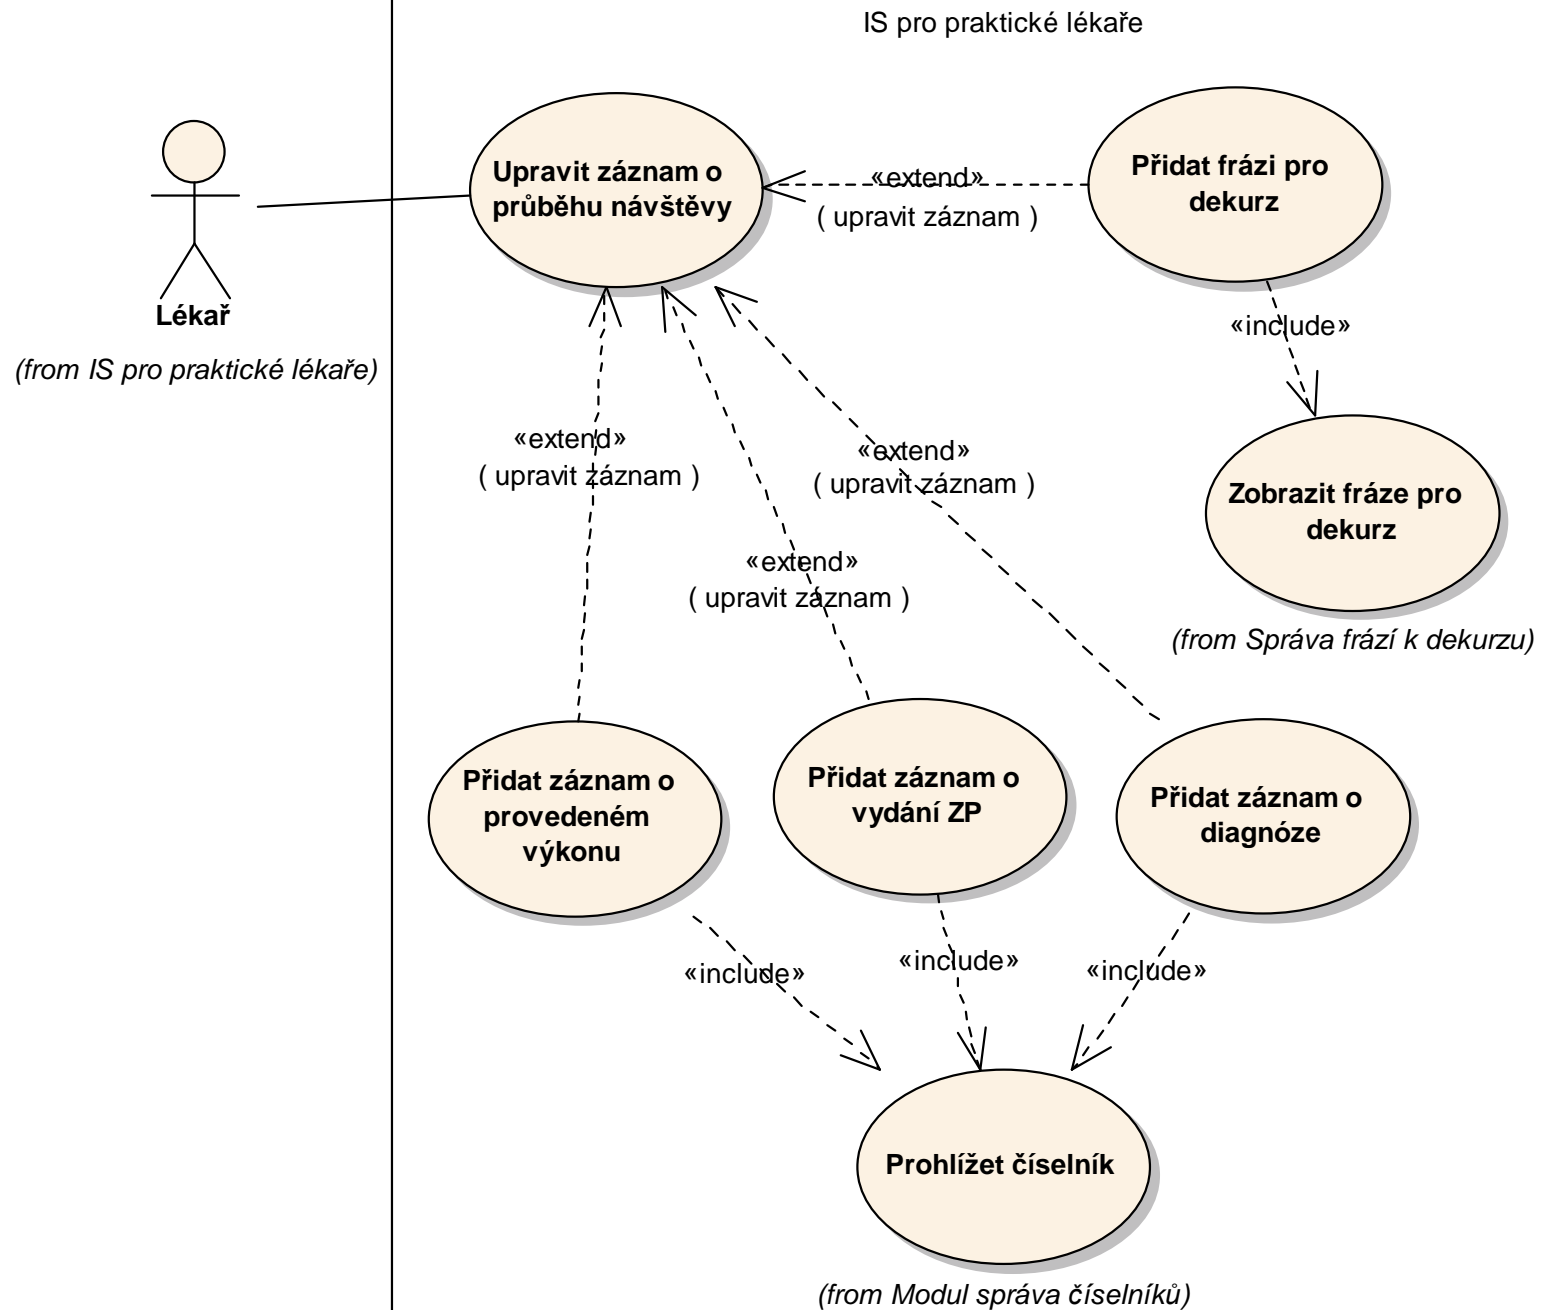 IS pro praktické lékaře
Upravit záznam o
průběhu návštěvy
«extend»
( upravit záznam )
Přidat frázi pro
dekurz
Lékař
(from IS pro praktické lékaře)
«include»
«extend»
( upravit záznam )
«extend»
( upravit záznam )
Zobrazit fráze pro
dekurz
(from Správa frází k dekurzu)
«extend»
( upravit záznam )
Přidat záznam o
provedeném
výkonu
Přidat záznam o
vydání ZP
Přidat záznam o
diagnóze
«include»
«include»
«include»
Prohlížet číselník
(from Modul správa číselníků)